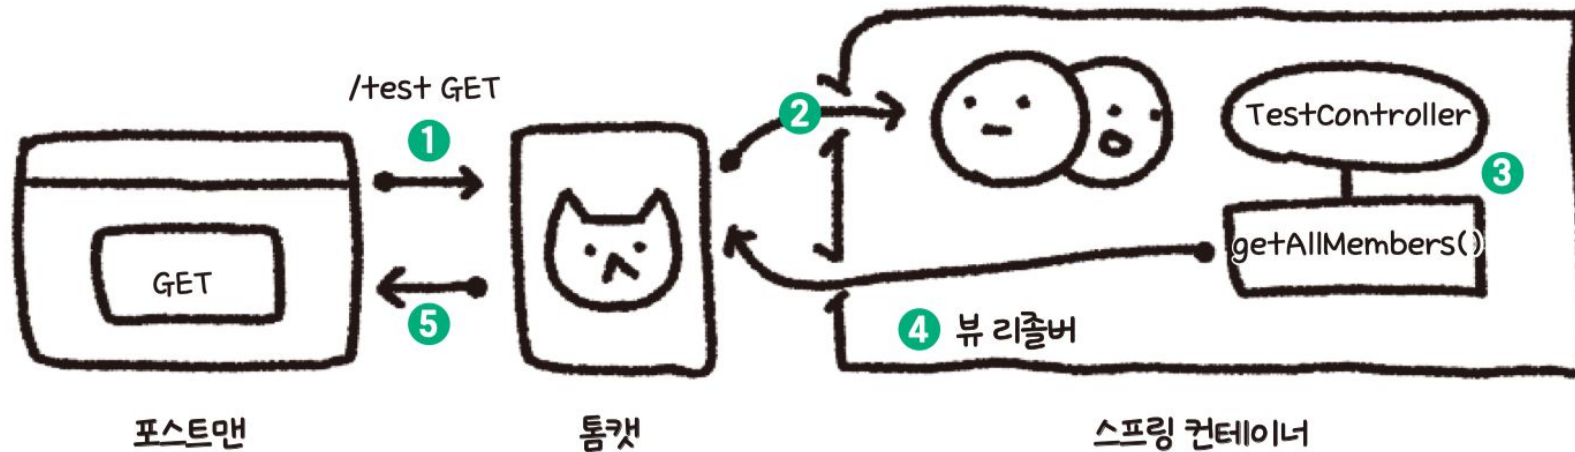 /test GET
1
2
TestController
3
getAllMembers()
GET
5
4 뷰 리졸버
포스트맨
톰캣
스프링 컨테이너